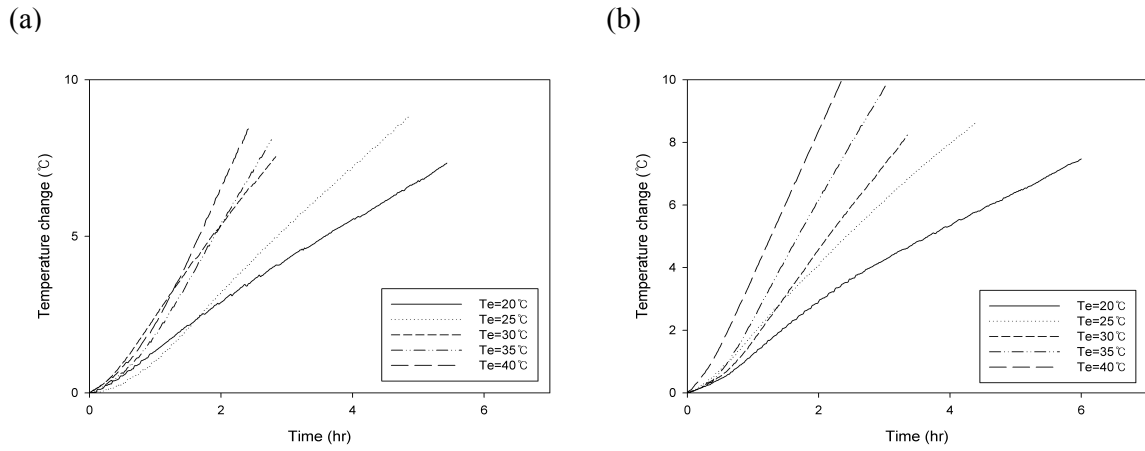 (a)
10
5
0
0
2
4
6
Temperature change (℃)
Time (hr)
Te=20℃
Te=25℃
Te=30℃
Te=35℃
Te=40℃
(b)
10
8
6
4
2
0
0
2
4
6
Temperature change (℃)
Time (hr)
Te=20℃
Te=25℃
Te=30℃
Te=35℃
Te=40℃